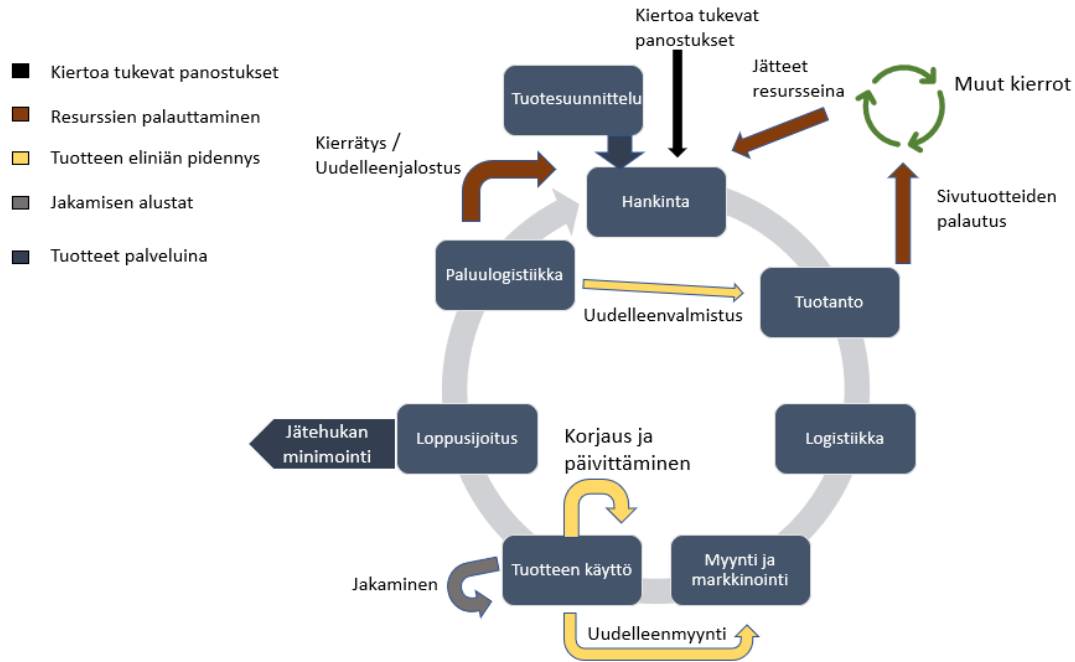 Kiertoa tukevat panostukset
Resurssien palauttaminen
Tuotteen eliniän pidennys
Jakamisen alustat
Tuotteet palveluina
Kiertoa tukevat
panostukset
Jätteet
resursseina
Muut kierrot
Tuotesuunnittelu
Kierrätys /
Uudelleenjalostus
Hankinta
Sivutuotteiden
palautus
Paluulogistiikka
Uudelleenvalmistus
Tuotanto
Jätehukan
minimointi
Loppusijoitus
Korjaus ja
päivittäminen
Logistiikka
Jakaminen
Tuotteen käyttö
Myynti ja
markkinointi
Uudelleenmyynti